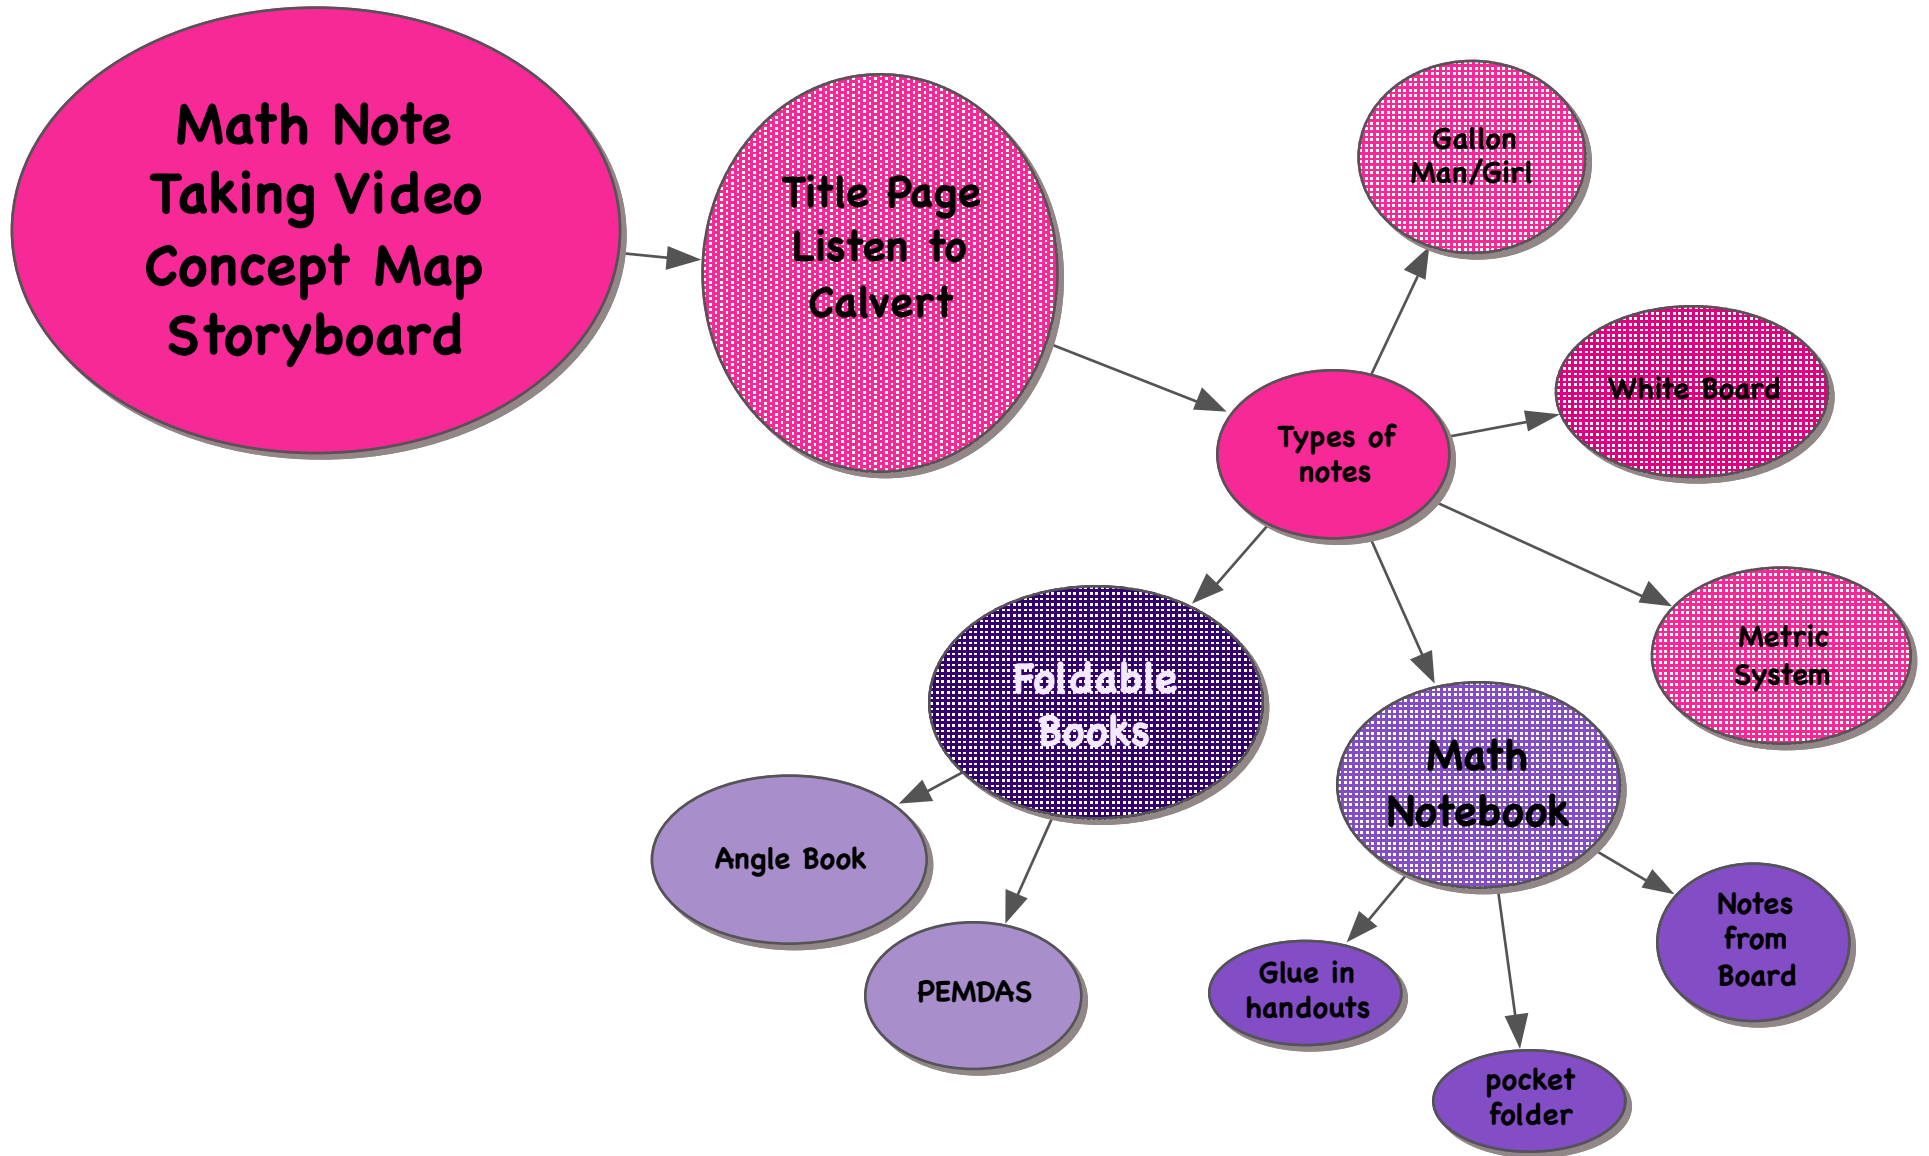 Math Note
Taking Video
Concept Map
Storyboard
Title Page
Listen to
Calvert
Gallon
Man/Girl
White Board
Types of
notes
Metric
System
Foldable
Books
Math
Notebook
Angle Book
PEMDAS
Glue in
handouts
Notes
from
Board
pocket
folder